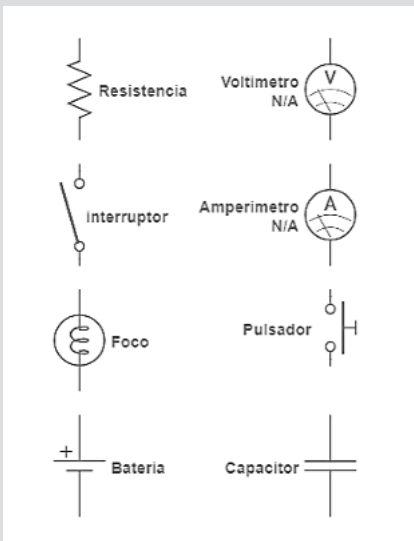 Resistencia
Voltimetro
N/A
V
interruptor
Amperimetro
N/A
A
Foco
Pulsador
+
Bateria
Capacitor